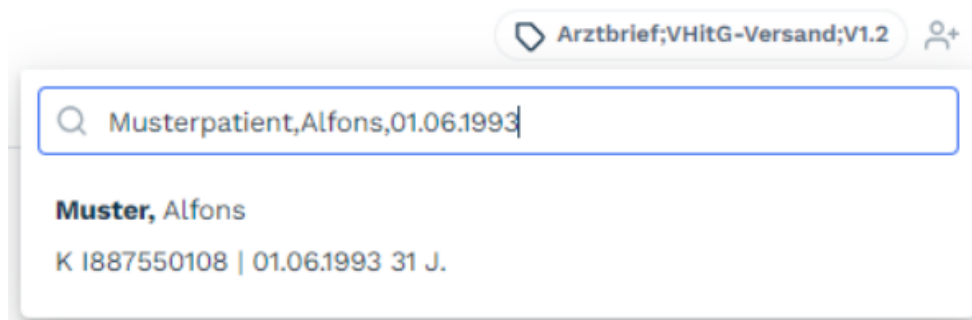 Arztbrief;VHitG-Versand;V1.2
Musterpatient,Alfons,01.06.1993
Muster, Alfons
K I887550108 | 01.06.1993 31 J.